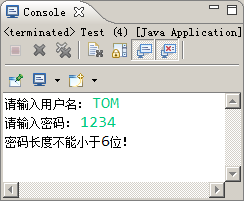 Console
<terminated> Test (4) [Java Application]
请输入用户名: TOM
请输入密码: 1234
密码长度不能小于6位!